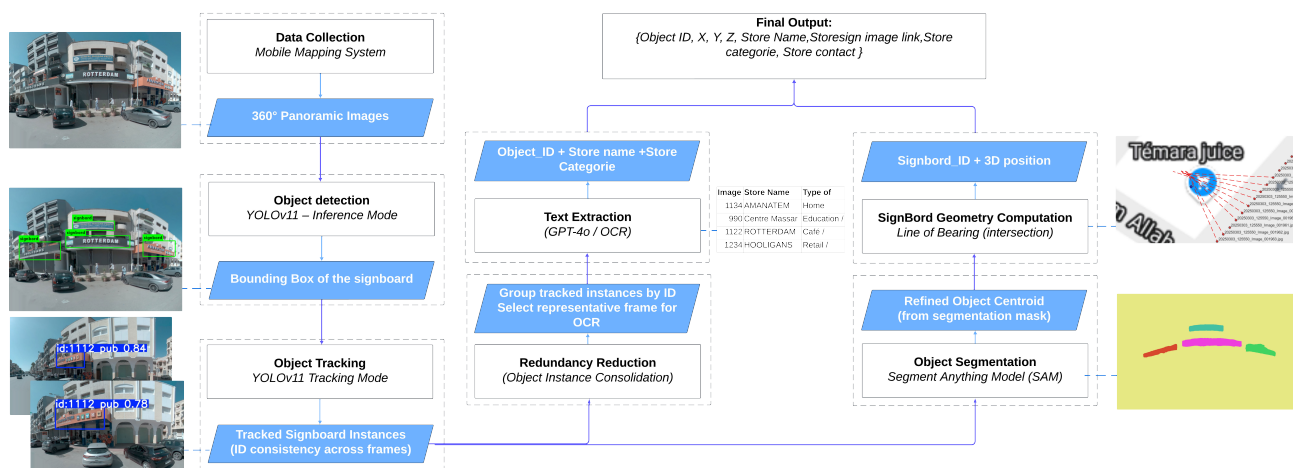 Data Collection
Mobile Mapping System
360° Panoramic Images
ROTTERDAM
Object detection
YOLOv11 – Inference Mode
Bounding Box of the signboard
signbord
signbord
signbord
ROTTERDAM
Object Tracking
YOLOv11 Tracking Mode
Tracked Signboard Instances
(ID consistency across frames)
id:1112 pub 0.84
id:1112 pub 0.78
Final Output:
{Object ID, X, Y, Z, Store Name,Storesign image link,Store
categorie, Store contact }
Object_ID + Store name +Store
Categorie
Text Extraction
(GPT-4o / OCR)
Group tracked instances by ID
Select representative frame for
OCR
Redundancy Reduction
(Object Instance Consolidation)
Image Store Name Type of
1134 AMANATEM Home
990 Centre Massar Education /
1122 ROTTERDAM Cafe /
1234 HOOLIGANS Retail /
Signbord_ID + 3D position
SignBord Geometry Computation
Line of Bearing (intersection)
Refined Object Centroid
(from segmentation mask)
Object Segmentation
Segment Anything Model (SAM)
Témara juice
Allah